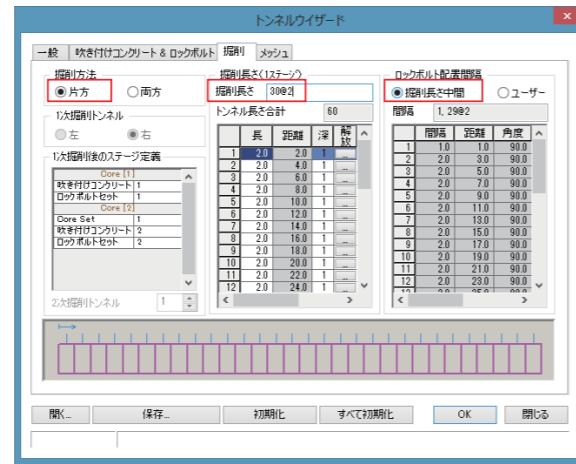 トンネルウイザード
一般 吹き付けコンクリート & ロックボルト 掘削 メッシュ
掘削方法
片方 両方
1次掘削トンネル
左 右
1次掘削後のステージ定義
Core [1]
吹き付けコンクリート 1
ロックボルトセット 1
Core [2]
Core Set 1
吹き付けコンクリート 2
ロックボルトセット 2
2次掘削トンネル 1
掘削長さ(1ステージ)
掘削長さ 30@2
トンネル長さ合計 60
長 距離 深 解放
1 2.0 2.0 1 ...
2 2.0 4.0 1 ...
3 2.0 6.0 1 ...
4 2.0 8.0 1 ...
5 2.0 10.0 1 ...
6 2.0 12.0 1 ...
7 2.0 14.0 1 ...
8 2.0 16.0 1 ...
9 2.0 18.0 1 ...
10 2.0 20.0 1 ...
11 2.0 22.0 1 ...
12 2.0 24.0 1 ...
ロックボルト配置間隔
掘削長さ中間 ユーザー
間隔 1, 29@2
間隔 距離 角度
1 1.0 1.0 90.0
2 2.0 3.0 90.0
3 2.0 5.0 90.0
4 2.0 7.0 90.0
5 2.0 9.0 90.0
6 2.0 11.0 90.0
7 2.0 13.0 90.0
8 2.0 15.0 90.0
9 2.0 17.0 90.0
10 2.0 19.0 90.0
11 2.0 21.0 90.0
12 2.0 23.0 90.0
開く... 保存... 初期化 すべて初期化 OK 閉じる